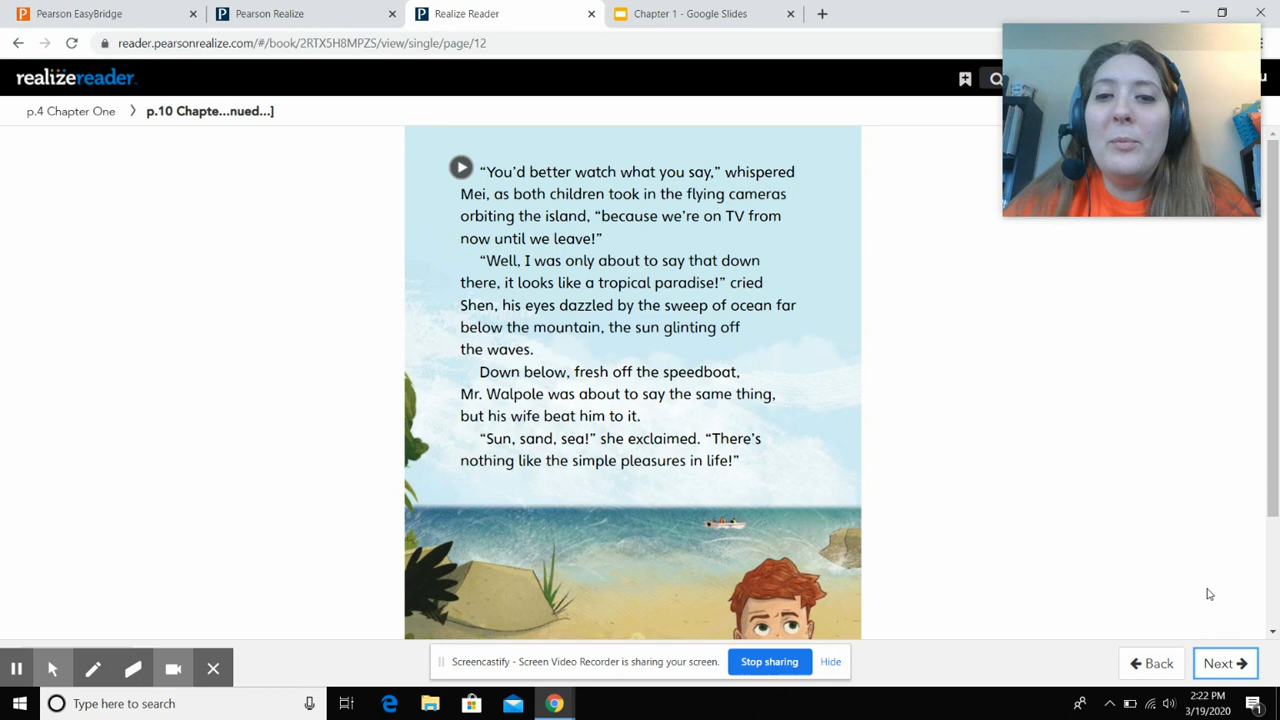 Pearson EasyBridge
Pearson Realize
Realize Reader
Chapter 1 - Google Slides
reader.pearsonrealize.com/#/book/2RTX5H8MPZS/view/single/page/12
realizereader.
p.4 Chapter One
p.10 Chapte...nued...]
“You’d better watch what you say,” whispered
Mei, as both children took in the flying cameras
orbiting the island, “because we’re on TV from
now until we leave!”
“Well, I was only about to say that down
there, it looks like a tropical paradise!” cried
Shen, his eyes dazzled by the sweep of ocean far
below the mountain, the sun glinting off
the waves.
Down below, fresh off the speedboat,
Mr. Walpole was about to say the same thing,
but his wife beat him to it.
“Sun, sand, sea!” she exclaimed. “There’s
nothing like the simple pleasures in life!”
Screencastify - Screen Video Recorder is sharing your screen.
Stop sharing
Hide
Back
Next
Type here to search
2:22 PM
3/19/2020
1